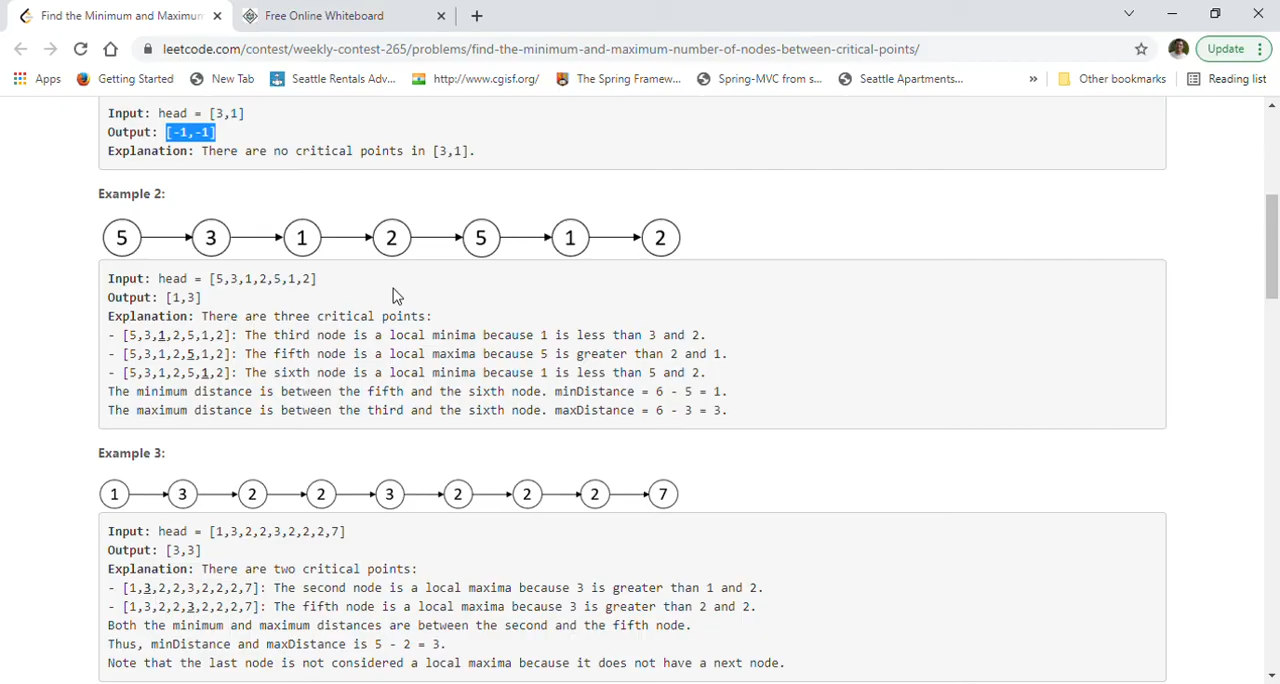 Find the Minimum and Maximum
Free Online Whiteboard
leetcode.com/contest/weekly-contest-265/problems/find-the-minimum-and-maximum-number-of-nodes-between-critical-points/
Update
Apps
Getting Started
New Tab
Seattle Rentals Adv...
http://www.cgisf.org/
The Spring Framew...
Spring-MVC from s...
Seattle Apartments...
»
Other bookmarks
Reading list
Input: head = [3,1]
Output: [-1,-1]
Explanation: There are no critical points in [3,1].
Example 2:
5 3 1 2 5 1 2
Input: head = [5,3,1,2,5,1,2]
Output: [1,3]
Explanation: There are three critical points:
- [5,3,1,2,5,1,2]: The third node is a local minima because 1 is less than 3 and 2.
- [5,3,1,2,5,1,2]: The fifth node is a local maxima because 5 is greater than 2 and 1.
- [5,3,1,2,5,1,2]: The sixth node is a local minima because 1 is less than 5 and 2.
The minimum distance is between the fifth and the sixth node. minDistance = 6 - 5 = 1.
The maximum distance is between the third and the sixth node. maxDistance = 6 - 3 = 3.
Example 3:
1 3 2 2 3 2 2 2 7
Input: head = [1,3,2,2,3,2,2,2,7]
Output: [3,3]
Explanation: There are two critical points:
- [1,3,2,2,3,2,2,2,7]: The second node is a local maxima because 3 is greater than 1 and 2.
- [1,3,2,2,3,2,2,2,7]: The fifth node is a local maxima because 3 is greater than 2 and 2.
Both the minimum and maximum distances are between the second and the fifth node.
Thus, minDistance and maxDistance is 5 - 2 = 3.
Note that the last node is not considered a local maxima because it does not have a next node.